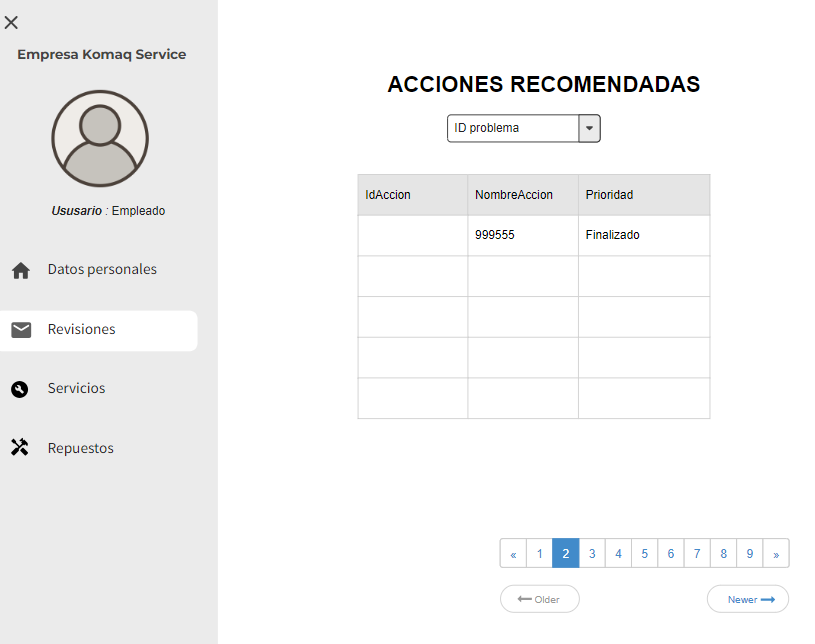 Empresa Komaq Service
Ususario : Empleado
Datos personales
Revisiones
Servicios
Repuestos
ACCIONES RECOMENDADAS
ID problema
IdAccion NombreAccion Prioridad
999555 Finalizado
« 1 2 3 4 5 6 7 8 9 »
Older Newer